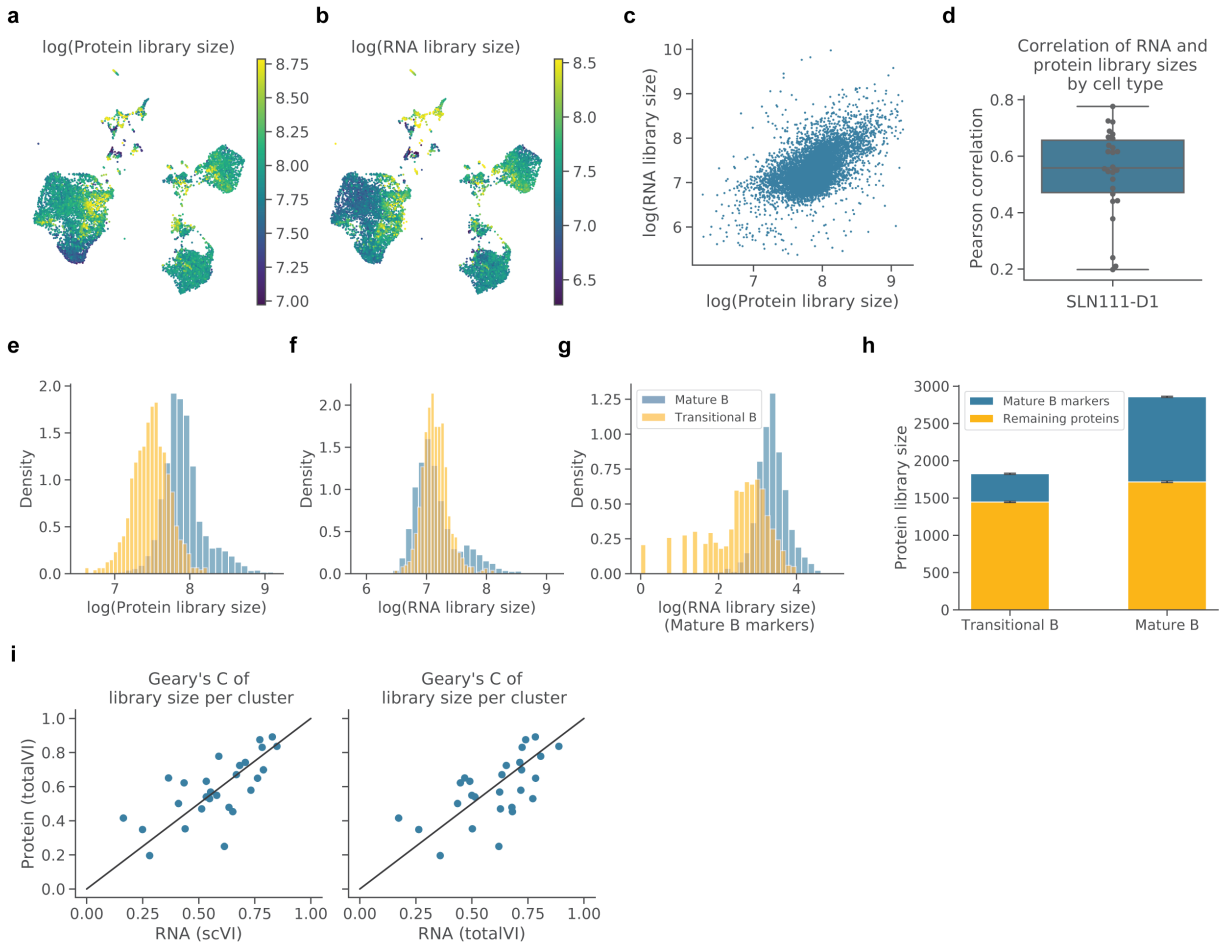 a
log(Protein library size)
8.75
8.50
8.25
8.00
7.75
7.50
7.25
7.00
b
log(RNA library size)
8.5
8.0
7.5
7.0
6.5
c
log(RNA library size)
10
9
8
7
6
7
8
9
log(Protein library size)
d
Correlation of RNA and
protein library sizes
by cell type
Pearson correlation
0.8
0.6
0.4
0.2
SLN111-D1
e
Density
2.0
1.5
1.0
0.5
0.0
7
8
9
log(Protein library size)
f
Density
2.0
1.5
1.0
0.5
0.0
6
7
8
9
log(RNA library size)
g
Mature B
Transitional B
Density
1.25
1.00
0.75
0.50
0.25
0.00
0
2
4
log(RNA library size)
(Mature B markers)
h
Mature B markers
Remaining proteins
Protein library size
3000
2500
2000
1500
1000
500
0
Transitional B
Mature B
i
Geary's C of
library size per cluster
Protein (totalVI)
1.0
0.8
0.6
0.4
0.2
0.0
0.00
0.25
0.50
0.75
1.00
RNA (scVI)
Geary's C of
library size per cluster
0.00
0.25
0.50
0.75
1.00
RNA (totalVI)